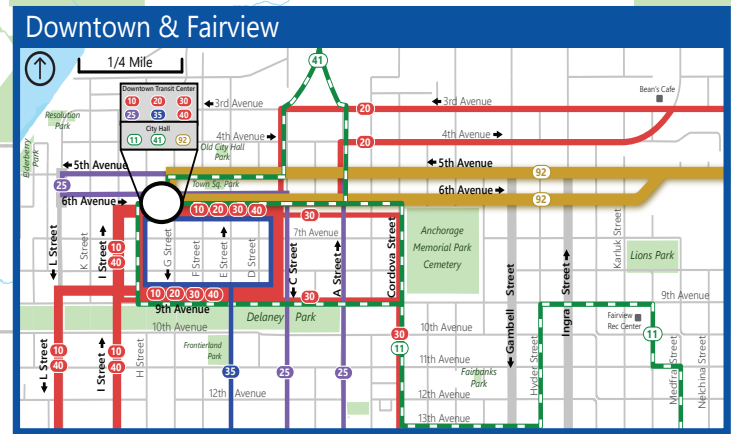 Downtown & Fairview
1/4 Mile
41
Downtown Transit Center
10 20 30
25 35 40
City Hall
11 41 92
Bean's Cafe
3rd Avenue
3rd Avenue
20
Resolution
Park
4th Avenue
4th Avenue
20
Elderberry
Park
Old City Hall
Park
5th Avenue
5th Avenue
92
25
Town Sq. Park
6th Avenue
6th Avenue
92
10 20 30 40
30
L Street
K Street
I Street
10
40
G Street
F Street
E Street
D Street
7th Avenue
C Street
A Street
Cordova Street
Anchorage
Memorial Park
Cemetery
Gambell Street
Ingra Street
Karluk Street
Lions Park
10 20 30 40
30
9th Avenue
9th Avenue
10th Avenue
Delaney Park
Fairview
Rec Center
10th Avenue
30
11
11
L Street
10
40
I Street
10
40
H Street
Frontierland
Park
11th Avenue
Fairbanks
Park
Hyder Street
Medfra Street
Nelchina Street
35
25
25
12th Avenue
12th Avenue
13th Avenue